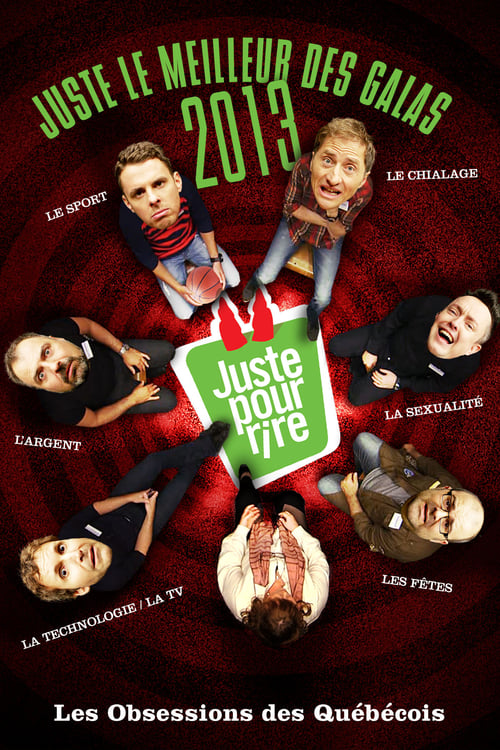 JUSTE LE MEILLEUR DES GALAS
2013
LE CHIALAGE
LE SPORT
Juste
pour
rire
LA SEXUALITÉ
L'ARGENT
LES FÊTES
LA TECHNOLOGIE / LA TV
Les Obsessions des Québécois